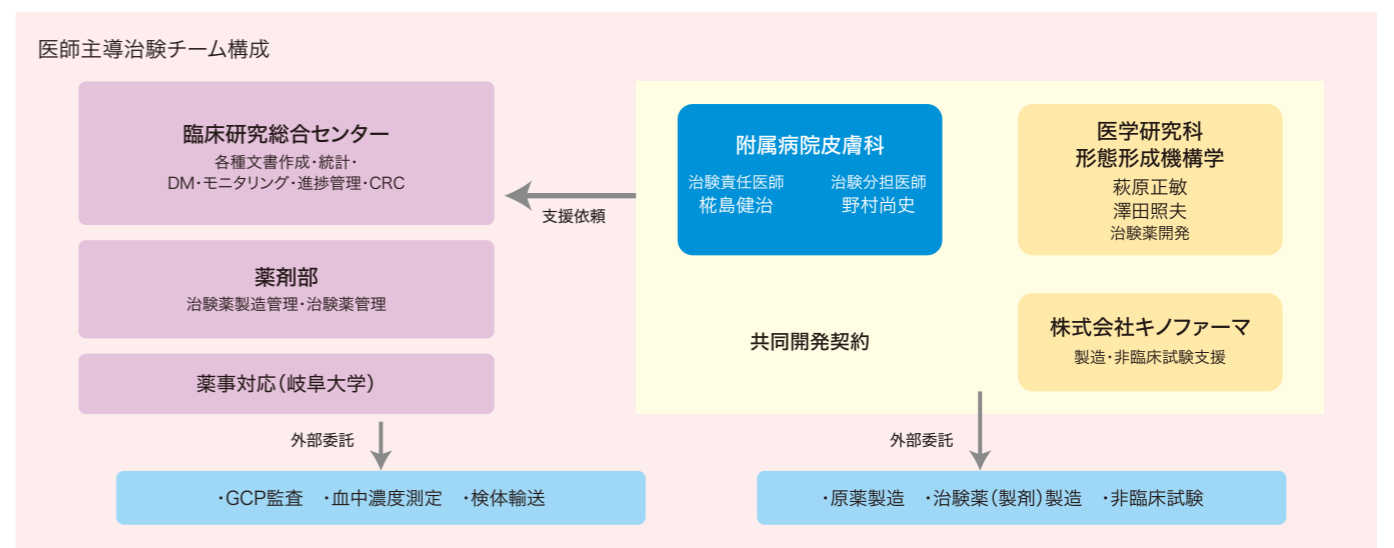 医師主導治験チーム構成
臨床研究総合センター
各種文書作成・統計・
DM・モニタリング・進捗管理・CRC
薬剤部
治験薬製造管理・治験薬管理
薬事対応（岐阜大学）
支援依頼
附属病院皮膚科
治験責任医師 治験分担医師
椛島健治 野村尚史
医学研究科
形態形成機構学
萩原正敏
澤田照夫
治験薬開発
共同開発契約
株式会社キノファーマ
製造・非臨床試験支援
外部委託
・GCP監査 ・血中濃度測定 ・検体輸送
外部委託
・原薬製造 ・治験薬（製剤）製造 ・非臨床試験